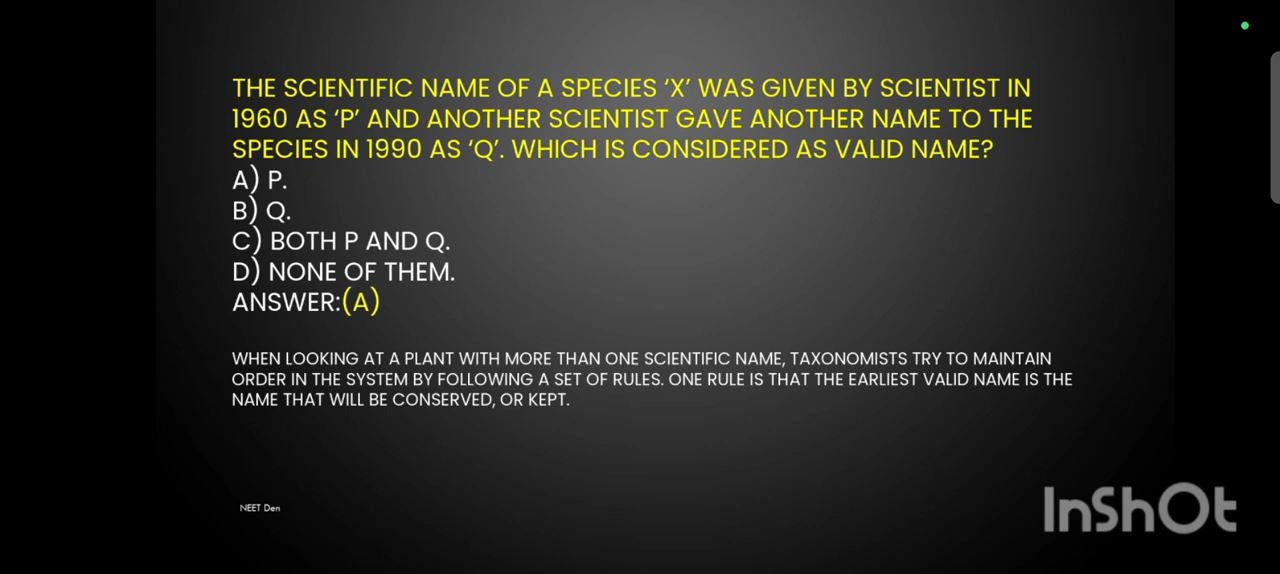 THE SCIENTIFIC NAME OF A SPECIES ‘X’ WAS GIVEN BY SCIENTIST IN
1960 AS ‘P’ AND ANOTHER SCIENTIST GAVE ANOTHER NAME TO THE
SPECIES IN 1990 AS ‘Q’. WHICH IS CONSIDERED AS VALID NAME?
A) P.
B) Q.
C) BOTH P AND Q.
D) NONE OF THEM.
ANSWER:(A)
WHEN LOOKING AT A PLANT WITH MORE THAN ONE SCIENTIFIC NAME, TAXONOMISTS TRY TO MAINTAIN
ORDER IN THE SYSTEM BY FOLLOWING A SET OF RULES. ONE RULE IS THAT THE EARLIEST VALID NAME IS THE
NAME THAT WILL BE CONSERVED, OR KEPT.
NEET Den
InShOt